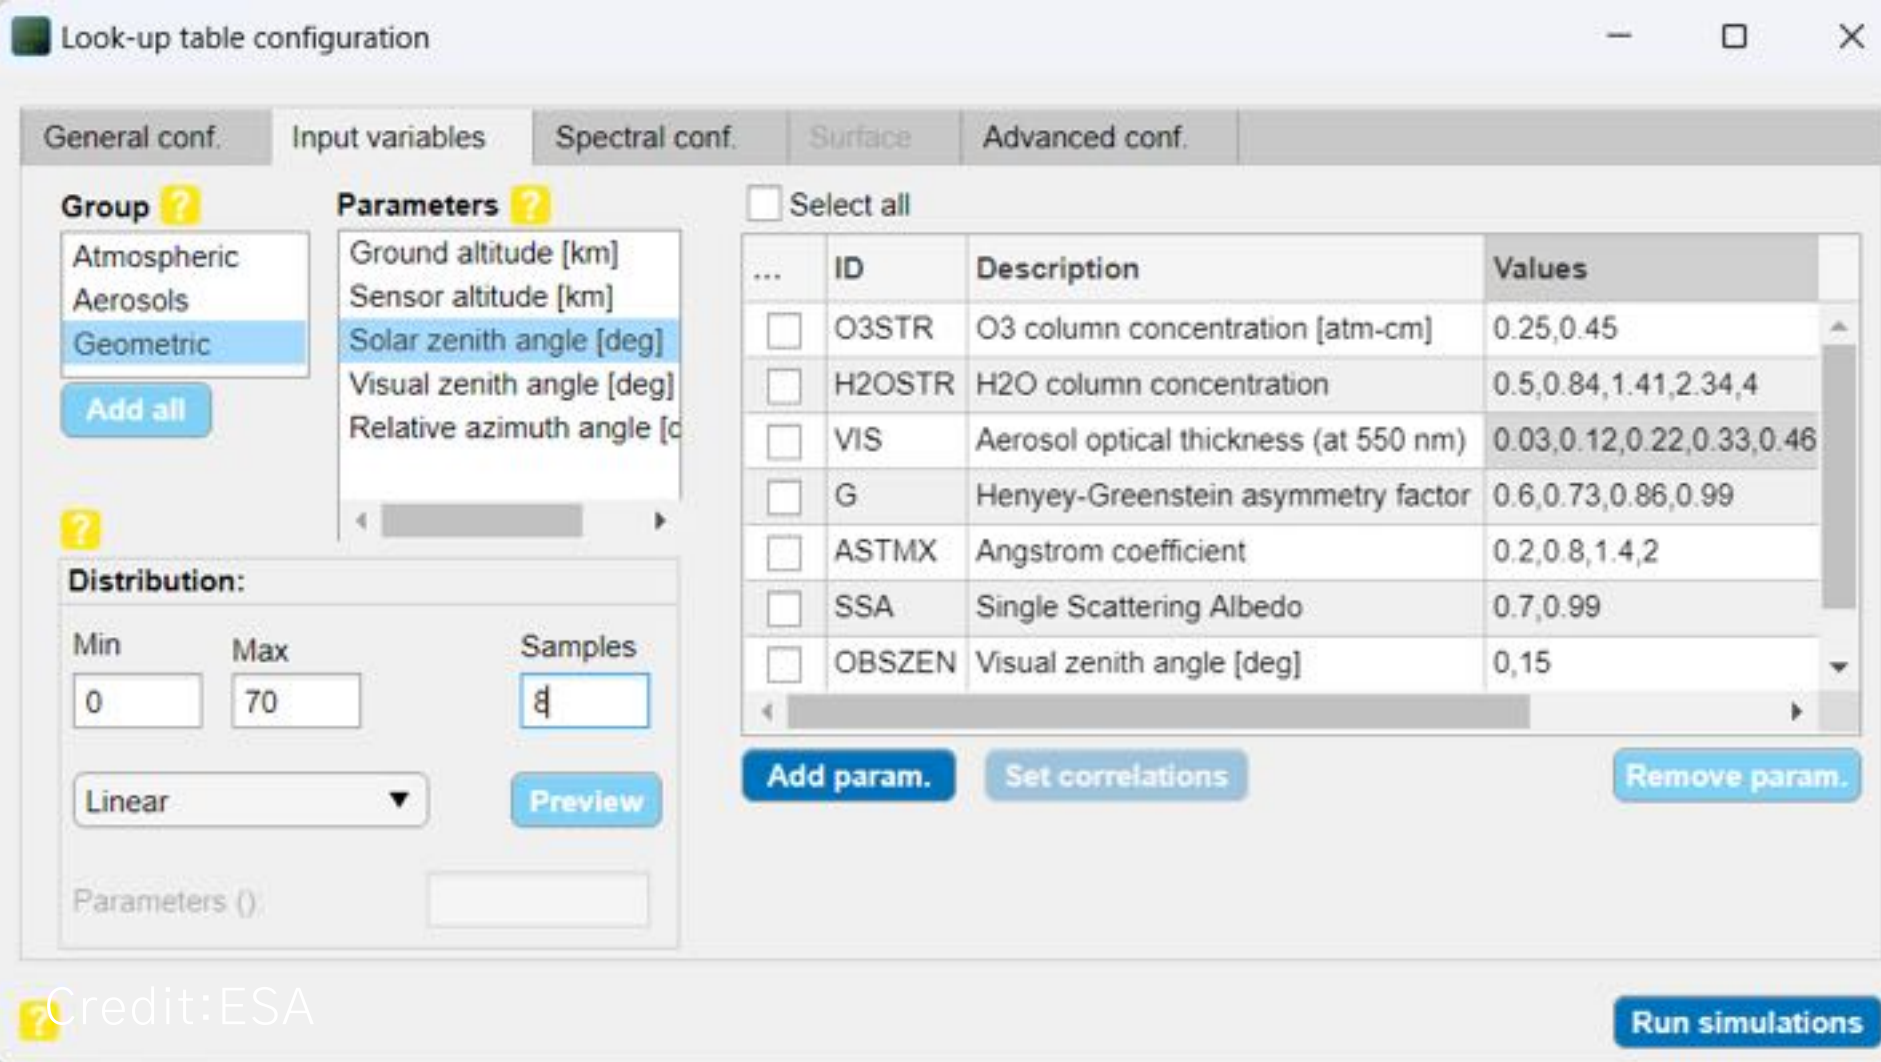 Look-up table configuration
General conf. Input variables Spectral conf. Surface Advanced conf.
Group ? Parameters ?
Atmospheric
Aerosols
Geometric
Add all
Ground altitude [km]
Sensor altitude [km]
Solar zenith angle [deg]
Visual zenith angle [deg]
Relative azimuth angle [d
?
Distribution:
Min Max Samples
0 70 8
Linear Preview
Parameters ():
Select all
... ID Description Values
O3STR O3 column concentration [atm-cm] 0.25,0.45
H2OSTR H2O column concentration 0.5,0.84,1.41,2.34,4
VIS Aerosol optical thickness (at 550 nm) 0.03,0.12,0.22,0.33,0.46
G Henyey-Greenstein asymmetry factor 0.6,0.73,0.86,0.99
ASTMX Angstrom coefficient 0.2,0.8,1.4,2
SSA Single Scattering Albedo 0.7,0.99
OBSZEN Visual zenith angle [deg] 0,15
Add param. Set correlations Remove param.
? Credit:ESA
Run simulations